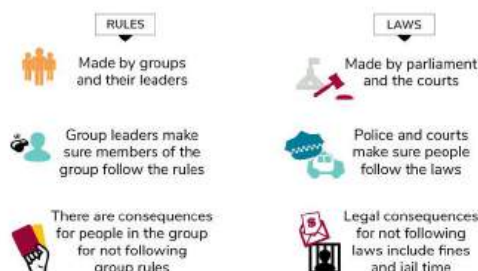 RULES
Made by groups
and their leaders
Group leaders make
sure members of the
group follow the rules
There are consequences
for people in the group
for not following
group rules
LAWS
Made by parliament
and the courts
Police and courts
make sure people
follow the laws
Legal consequences
for not following
laws include fines
and jail time